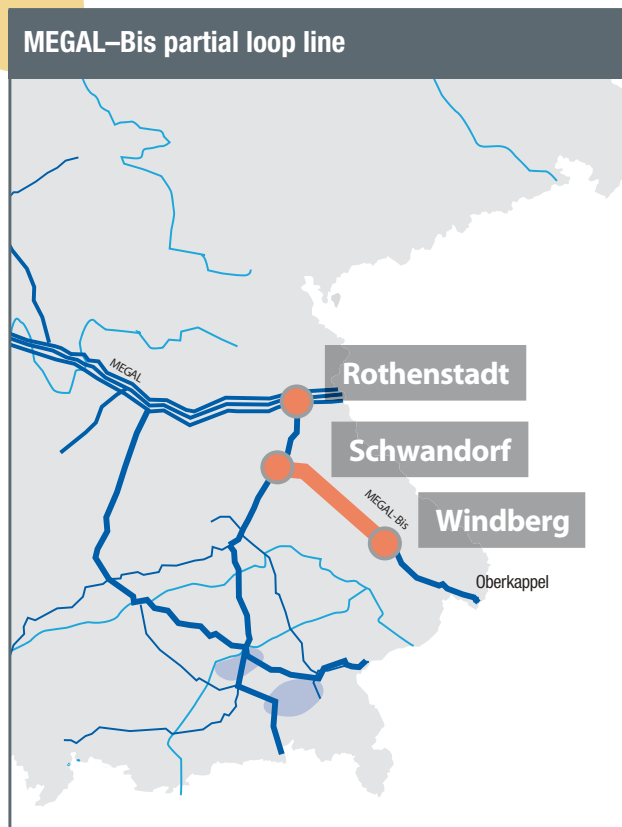 MEGAL–Bis partial loop line
MEGAL
Rothenstadt
Schwandorf
MEGAL-Bis
Windberg
Oberkappel